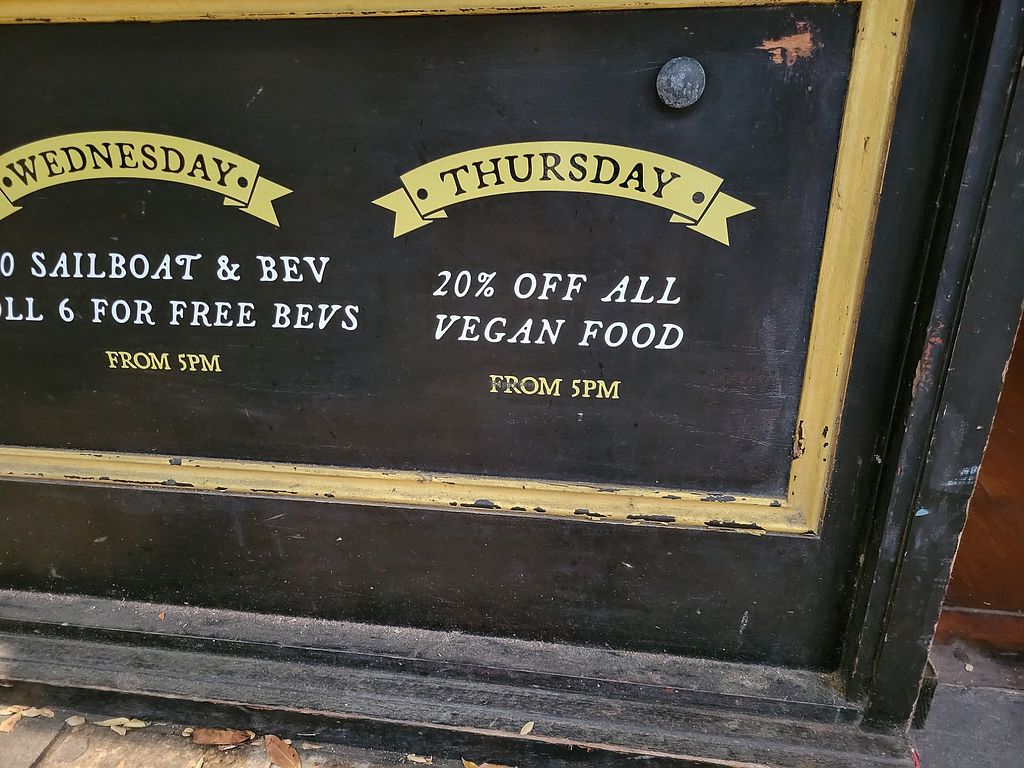 WEDNESDAY
0 SAILBOAT & BEV
OLL 6 FOR FREE BEVS
FROM 5PM
THURSDAY
20% OFF ALL
VEGAN FOOD
FROM 5PM